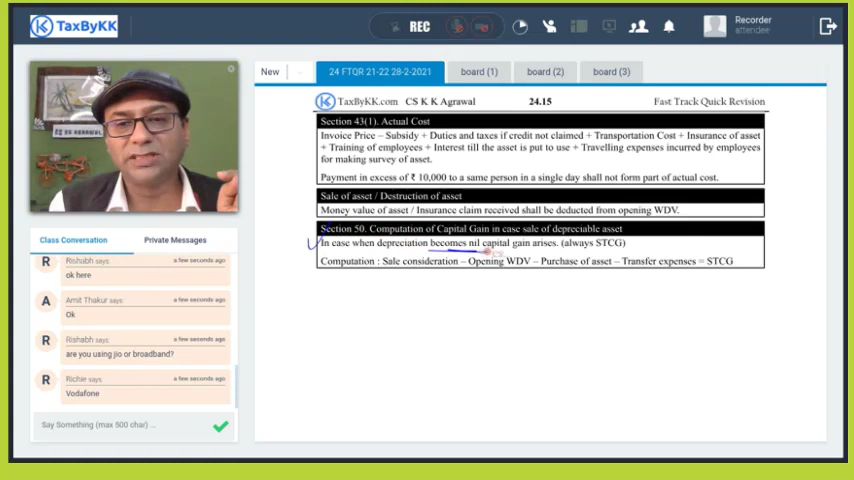 TaxByKK
REC
Recorder
attendee
New
24 FTQR 21-22 28-2-2021
board (1)
board (2)
board (3)
TaxByKK.com CS K K Agrawal
24.15
Fast Track Quick Revision
Section 43(1). Actual Cost
Invoice Price – Subsidy + Duties and taxes if credit not claimed + Transportation Cost + Insurance of asset
+ Training of employees + Interest till the asset is put to use + Travelling expenses incurred by employees
for making survey of asset.
Payment in excess of ₹ 10,000 to a same person in a single day shall not form part of actual cost.
Sale of asset / Destruction of asset
Money value of asset / Insurance claim received shall be deducted from opening WDV.
Section 50. Computation of Capital Gain in case sale of depreciable asset
In case when depreciation becomes nil capital gain arises. (always STCG)
Computation : Sale consideration – Opening WDV – Purchase of asset – Transfer expenses = STCG
Class Conversation
Private Messages
R
Rishabh says:
a few seconds ago
ok here
A
Amit Thakur says:
a few seconds ago
Ok
R
Rishabh says:
a few seconds ago
are you using jio or broadband?
R
Richie says:
a few seconds ago
Vodafone
Say Something (max 500 char) ...